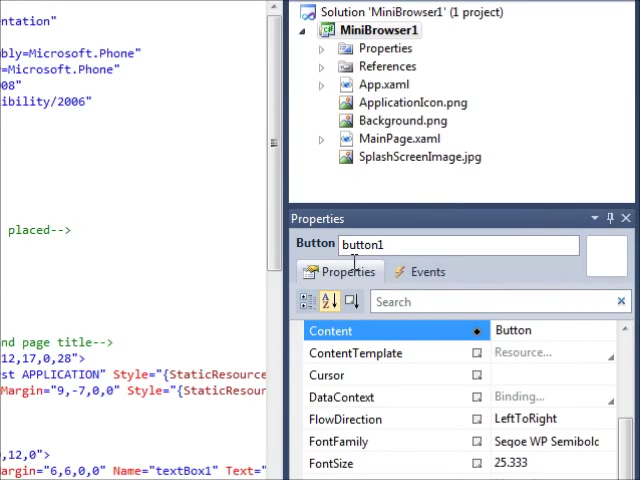 Solution 'MiniBrowser1' (1 project)
MiniBrowser1
Properties
References
App.xaml
ApplicationIcon.png
Background.png
MainPage.xaml
SplashScreenImage.jpg
entation"
bly=Microsoft.Phone"
e=Microsoft.Phone"
08"
ibility/2006"
placed-->
nd page title-->
12,17,0,28">
st APPLICATION" Style="{StaticResource
Margin="9,-7,0,0" Style="{StaticResour
,12,0">
argin="6,6,0,0" Name="textBox1" Text="
Properties
Button button1
Properties Events
Search
Content Button
ContentTemplate Resource...
Cursor
DataContext Binding...
FlowDirection LeftToRight
FontFamily Segoe WP Semibolc
FontSize 25.333